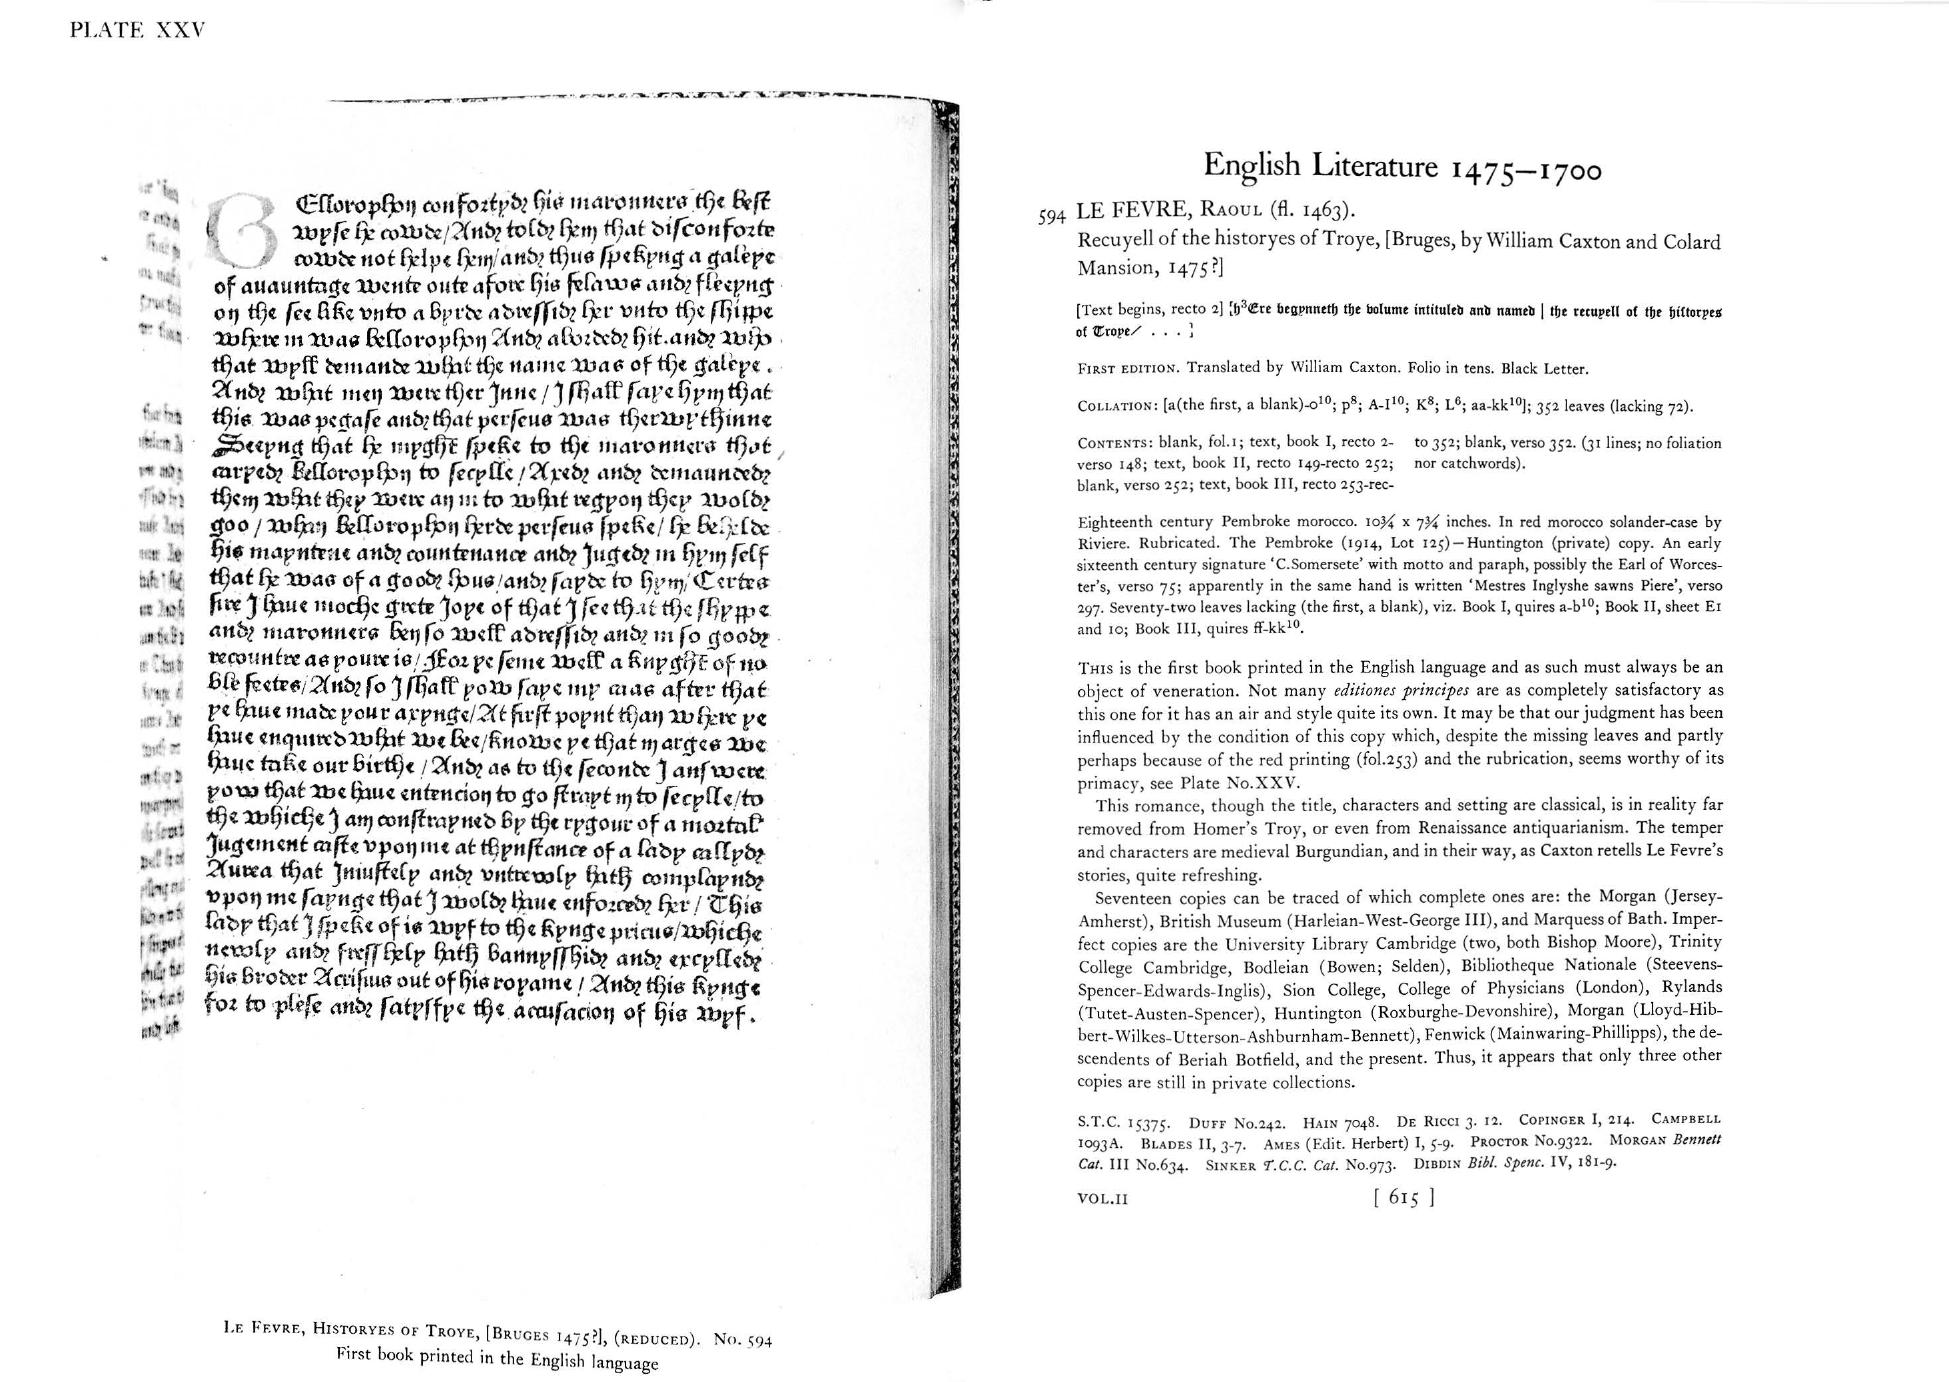 PLATE XXV
BEllorophon confortyd his maronners the best
wyse he cowde/And told hem that disconforte
cowde not helpe hem/and thus spekyng a galeye
of auauntage wente oute afore his felaws and fleeyng
on the see like vnto a byrde adressid her vnto the shippe
where in was bellorophon And aborded hit.and who
that wyll demande what the name was of the galeye.
And what men were ther Inne/I shall saye hym that
this was pegase and that perseus was therwythinne
Seeyng that he myght speke to the maronners that
caryed bellorophon to secylle/Axed and demaunded
them what they were an in to what regyon they wold
goo/whan bellorophon herde perseus speke/he behelde
his mayntene and countenance and Juged in hym self
that he was of a good hous/and sayde to hym/Certes
sire I haue moche grete Joye of that I see that the shyppe
and maronners ben so well adressid and in so good
recountre as youre is/For ye seme well a knyght of no
ble feetes/And so I shall yow saye my caas after that
ye haue made your axynge/At first poynt than where ye
haue enquired what we bee/knowe ye that in arges we
haue take our birthe/And as to the seconde I answere
yow that we haue entencion to go strayt in to secylle/to
the whiche I am constrayned by the rygour of a mortal
Jugement caste vpon me at thynstance of a lady callyd
Aurea that Iniustely and vntrewly hath complaynd
vpon me saynge that I wold haue enforced her/This
lady that I speke of is wyf to the kynge pricus/whiche
newly and fresshely hath bannysshid and exylled
his broder Acrisius out of his royame/And this kynge
for to plese and satysfye the accusacion of his wyf.
LE FEVRE, HISTORYES OF TROYE, [BRUGES 1475?], (REDUCED). NO. 594
First book printed in the English language
English Literature 1475–1700
594 LE FEVRE, RAOUL (fl. 1463).
Recuyell of the historyes of Troye, [Bruges, by William Caxton and Colard
Mansion, 1475?]
[Text begins, recto 2] [h³Ere begynneth the volume intituled and named | the recuyell of the historyes
of Troye/ . . . ]
FIRST EDITION. Translated by William Caxton. Folio in tens. Black Letter.
COLLATION: [a(the first, a blank)-o¹⁰; p⁸; A-I¹⁰; K⁸; L⁶; aa-kk¹⁰]; 352 leaves (lacking 72).
CONTENTS: blank, fol.1; text, book I, recto 2-
verso 148; text, book II, recto 149-recto 252;
blank, verso 252; text, book III, recto 253-rec-
to 352; blank, verso 352. (31 lines; no foliation
nor catchwords).
Eighteenth century Pembroke morocco. 10¾ x 7¾ inches. In red morocco solander-case by
Riviere. Rubricated. The Pembroke (1914, Lot 125)—Huntington (private) copy. An early
sixteenth century signature 'C.Somersete' with motto and paraph, possibly the Earl of Worces-
ter's, verso 75; apparently in the same hand is written 'Mestres Inglyshe sawns Piere', verso
297. Seventy-two leaves lacking (the first, a blank), viz. Book I, quires a-b¹⁰; Book II, sheet E1
and 10; Book III, quires ff-kk¹⁰.
THIS is the first book printed in the English language and as such must always be an
object of veneration. Not many editiones principes are as completely satisfactory as
this one for it has an air and style quite its own. It may be that our judgment has been
influenced by the condition of this copy which, despite the missing leaves and partly
perhaps because of the red printing (fol.253) and the rubrication, seems worthy of its
primacy, see Plate No.XXV.
This romance, though the title, characters and setting are classical, is in reality far
removed from Homer's Troy, or even from Renaissance antiquarianism. The temper
and characters are medieval Burgundian, and in their way, as Caxton retells Le Fevre's
stories, quite refreshing.
Seventeen copies can be traced of which complete ones are: the Morgan (Jersey-
Amherst), British Museum (Harleian-West-George III), and Marquess of Bath. Imper-
fect copies are the University Library Cambridge (two, both Bishop Moore), Trinity
College Cambridge, Bodleian (Bowen; Selden), Bibliotheque Nationale (Steevens-
Spencer-Edwards-Inglis), Sion College, College of Physicians (London), Rylands
(Tutet-Austen-Spencer), Huntington (Roxburghe-Devonshire), Morgan (Lloyd-Hib-
bert-Wilkes-Utterson-Ashburnham-Bennett), Fenwick (Mainwaring-Phillipps), the de-
scendents of Beriah Botfield, and the present. Thus, it appears that only three other
copies are still in private collections.
S.T.C. 15375. DUFF No.242. HAIN 7048. DE RICCI 3. 12. COPINGER I, 214. CAMPBELL
1093A. BLADES II, 3-7. AMES (Edit. Herbert) I, 5-9. PROCTOR No.9322. MORGAN Bennett
Cat. III No.634. SINKER T.C.C. Cat. No.973. DIBDIN Bibl. Spenc. IV, 181-9.
VOL.II [ 615 ]